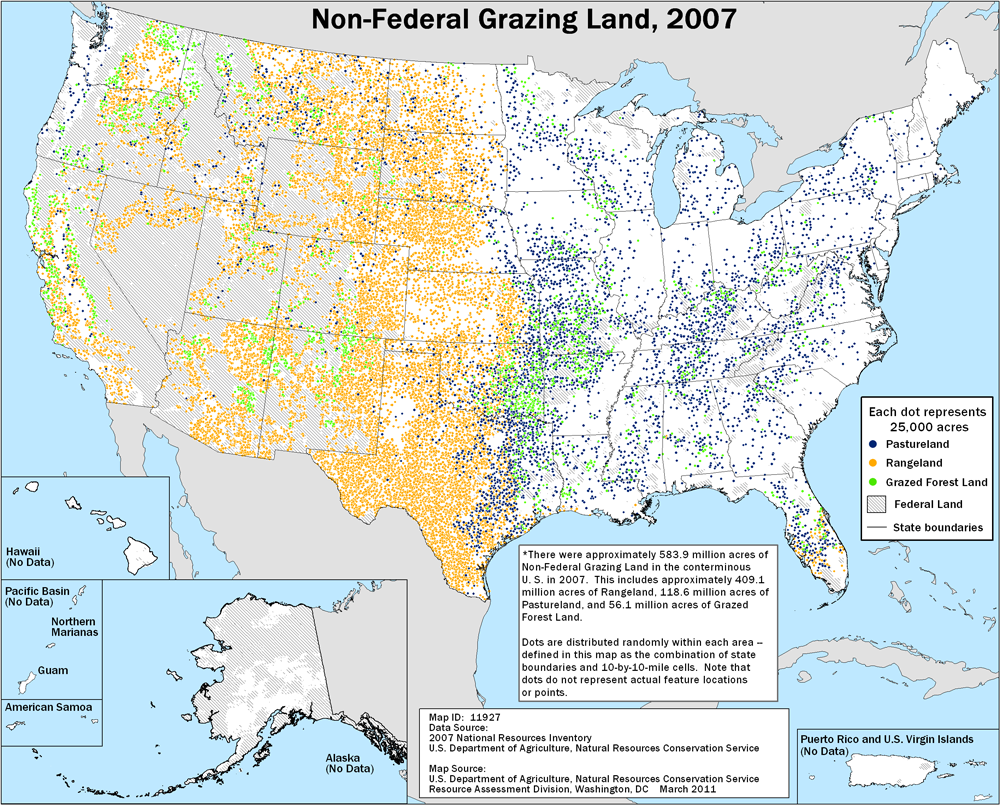 Non-Federal Grazing Land, 2007
Each dot represents
25,000 acres
Pastureland
Rangeland
Grazed Forest Land
Federal Land
State boundaries
Hawaii
(No Data)
Pacific Basin
(No Data)
Northern
Marianas
Guam
American Samoa
Alaska
(No Data)
*There were approximately 583.9 million acres of
Non-Federal Grazing Land in the conterminous
U. S. in 2007. This includes approximately 409.1
million acres of Rangeland, 118.6 million acres of
Pastureland, and 56.1 million acres of Grazed
Forest Land.
Dots are distributed randomly within each area --
defined in this map as the combination of state
boundaries and 10-by-10-mile cells. Note that
dots do not represent actual feature locations
or points.
Map ID: 11927
Data Source:
2007 National Resources Inventory
U.S. Department of Agriculture, Natural Resources Conservation Service
Map Source:
U.S. Department of Agriculture, Natural Resources Conservation Service
Resource Assessment Division, Washington, DC March 2011
Puerto Rico and U.S. Virgin Islands
(No Data)